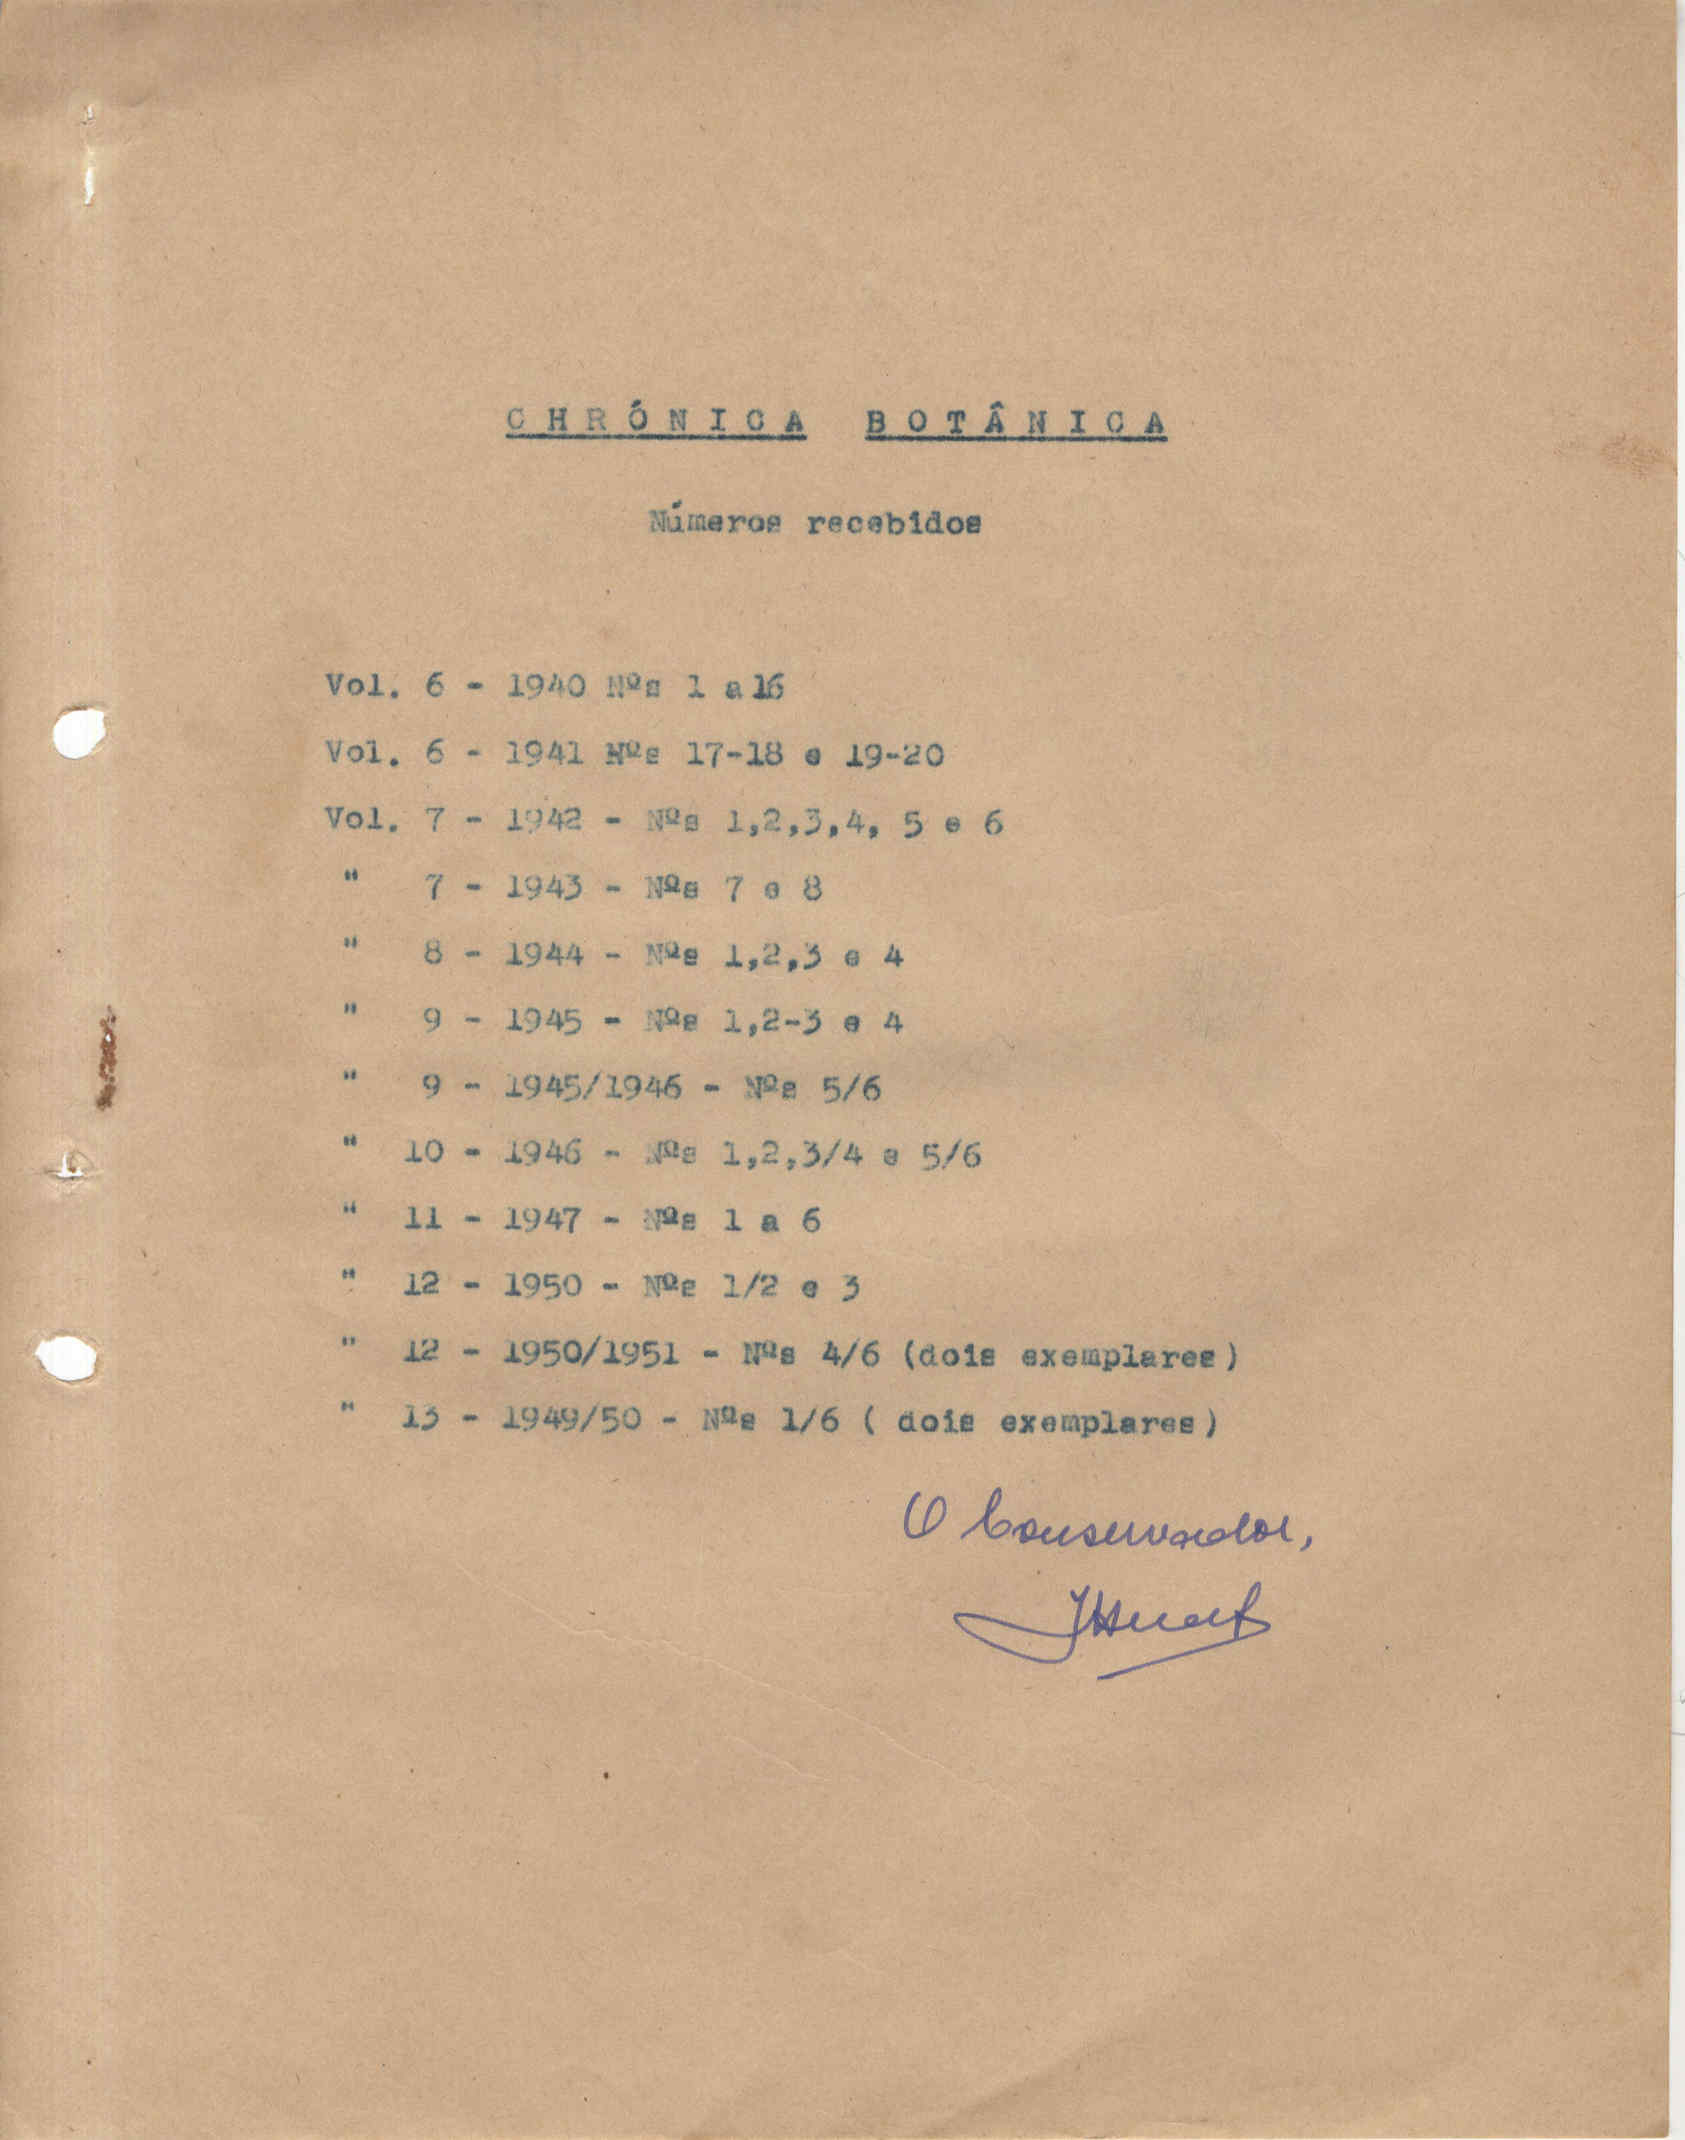 CHRÓNICA BOTÂNICA
Números recebidos
Vol. 6 - 1940 Nºs 1 a 16
Vol. 6 - 1941 Nºs 17-18 e 19-20
Vol. 7 - 1942 - Nºs 1,2,3,4, 5 e 6
" 7 - 1943 - Nºs 7 e 8
" 8 - 1944 - Nºs 1,2,3 e 4
" 9 - 1945 - Nºs 1,2-3 e 4
" 9 - 1945/1946 - Nºs 5/6
" 10 - 1946 - Nºs 1,2,3/4 e 5/6
" 11 - 1947 - Nºs 1 a 6
" 12 - 1950 - Nºs 1/2 e 3
" 12 - 1950/1951 - Nºs 4/6 (dois exemplares)
" 13 - 1949/50 - Nºs 1/6 ( dois exemplares)
O Conservador,